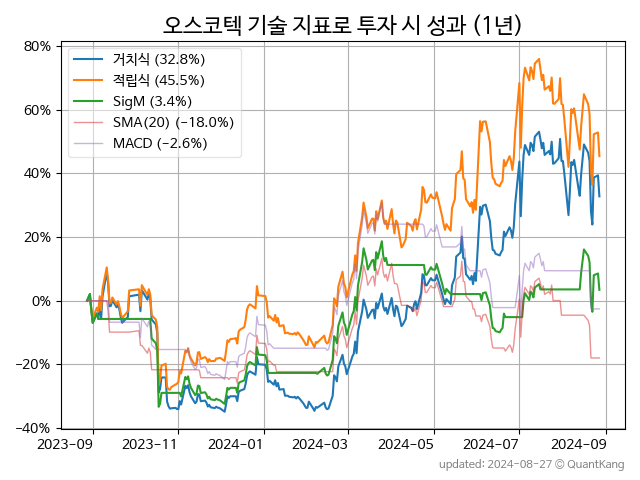 오스코텍 기술 지표로 투자 시 성과 (1년)
거치식 (32.8%)
적립식 (45.5%)
SigM (3.4%)
SMA(20) (−18.0%)
MACD (−2.6%)
80%
60%
40%
20%
0%
−20%
−40%
2023-09 2023-11 2024-01 2024-03 2024-05 2024-07 2024-09
updated: 2024-08-27 © QuantKang